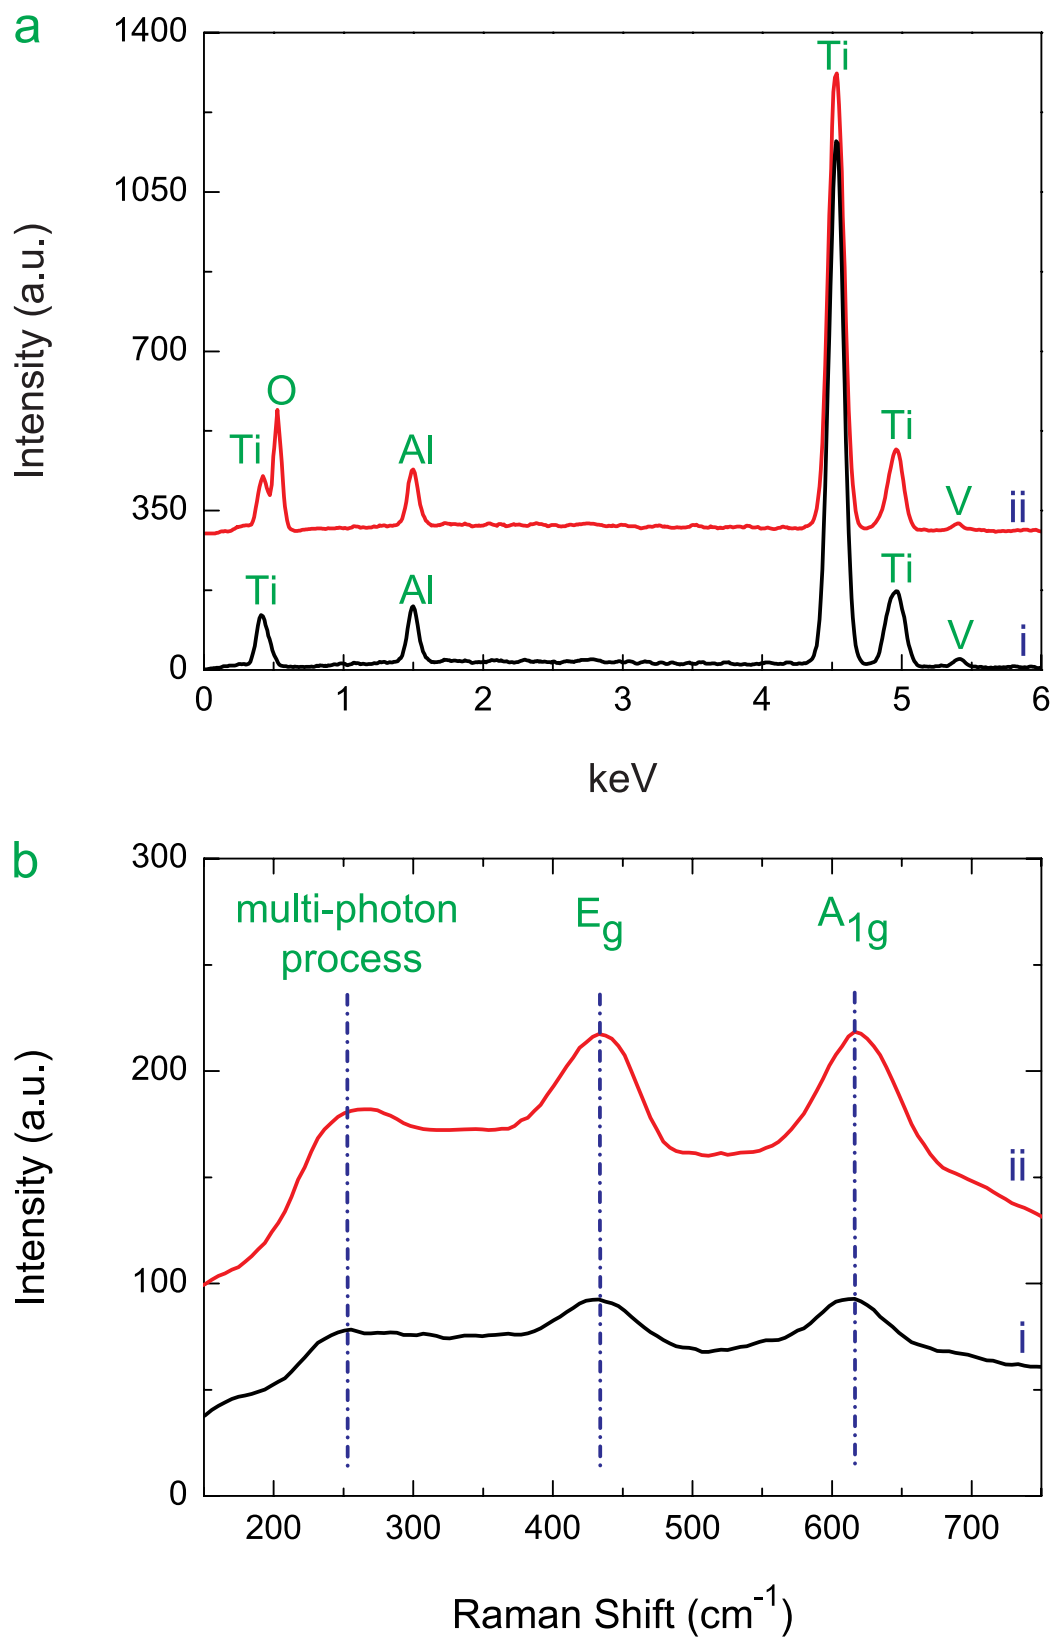 a
1400
1050
700
350
0
Intensity (a.u.)
Ti
O
Ti
Al
Ti
V
ii
Ti
Al
Ti
V
i
0 1 2 3 4 5 6
keV
b
300
200
100
0
Intensity (a.u.)
multi-photon
process
Eg
A1g
ii
i
200 300 400 500 600 700
Raman Shift (cm-1)